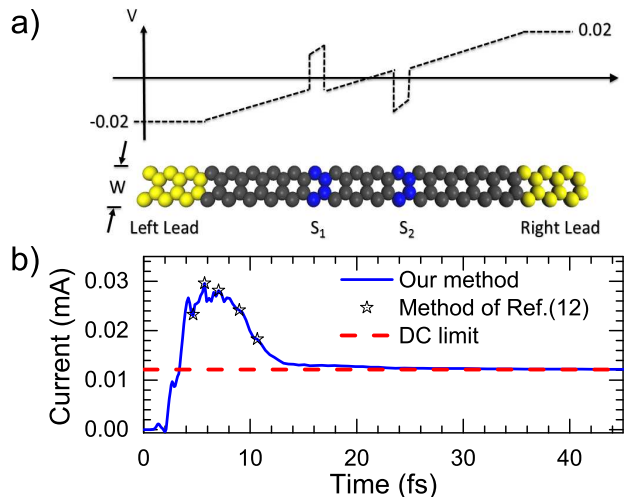 a)
V
0.02
-0.02
W
Left Lead S₁ S₂ Right Lead
b)
Current (mA)
0.03
0.02
0.01
0.00
Our method
Method of Ref.(12)
DC limit
0 10 20 30 40
Time (fs)